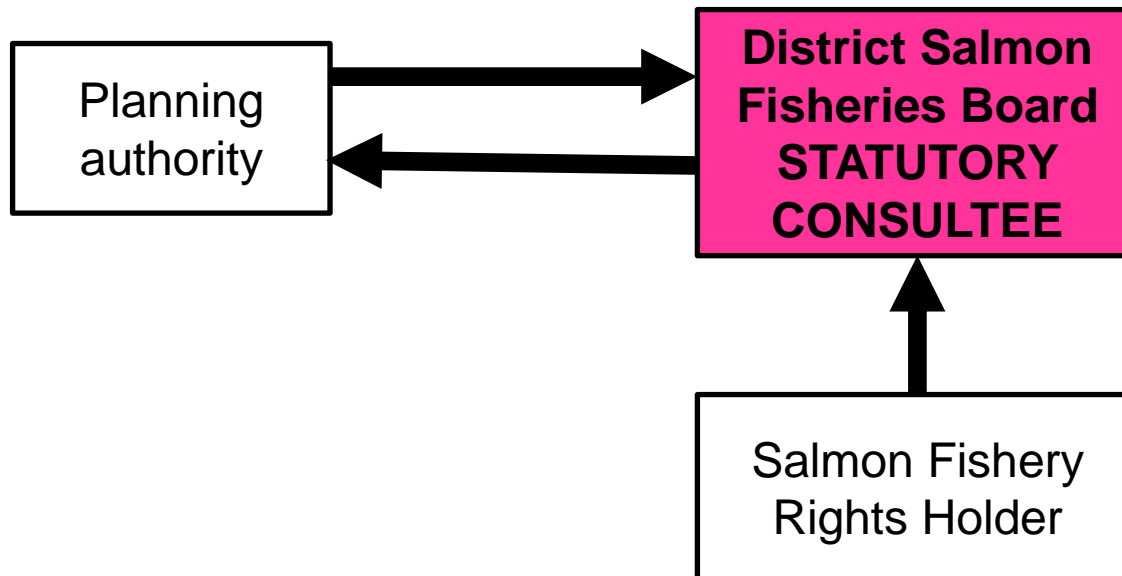 Planning
authority
District Salmon
Fisheries Board
STATUTORY
CONSULTEE
Salmon Fishery
Rights Holder